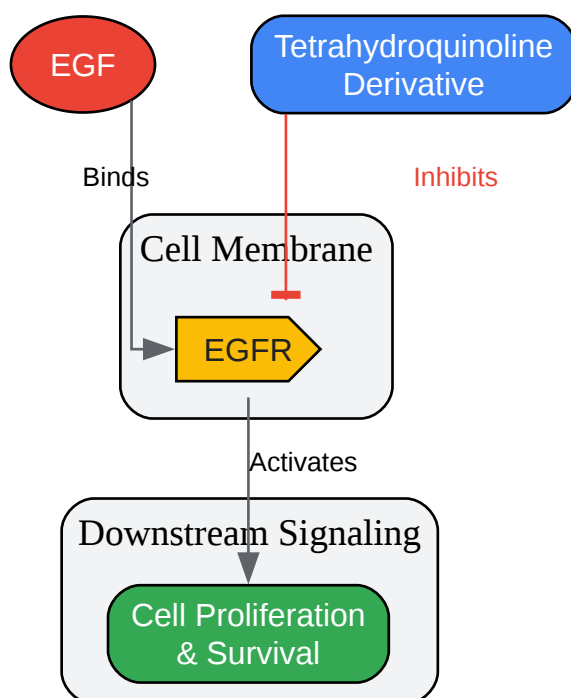 EGF
Tetrahydroquinoline
Derivative
Binds
Inhibits
Cell Membrane
EGFR
Activates
Downstream Signaling
Cell Proliferation
& Survival